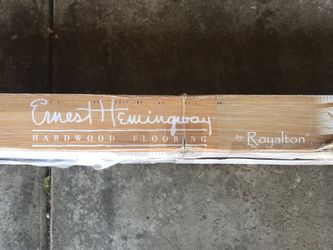 Ernest Hemingway
HARDWOOD FLOORING
by Royalton®